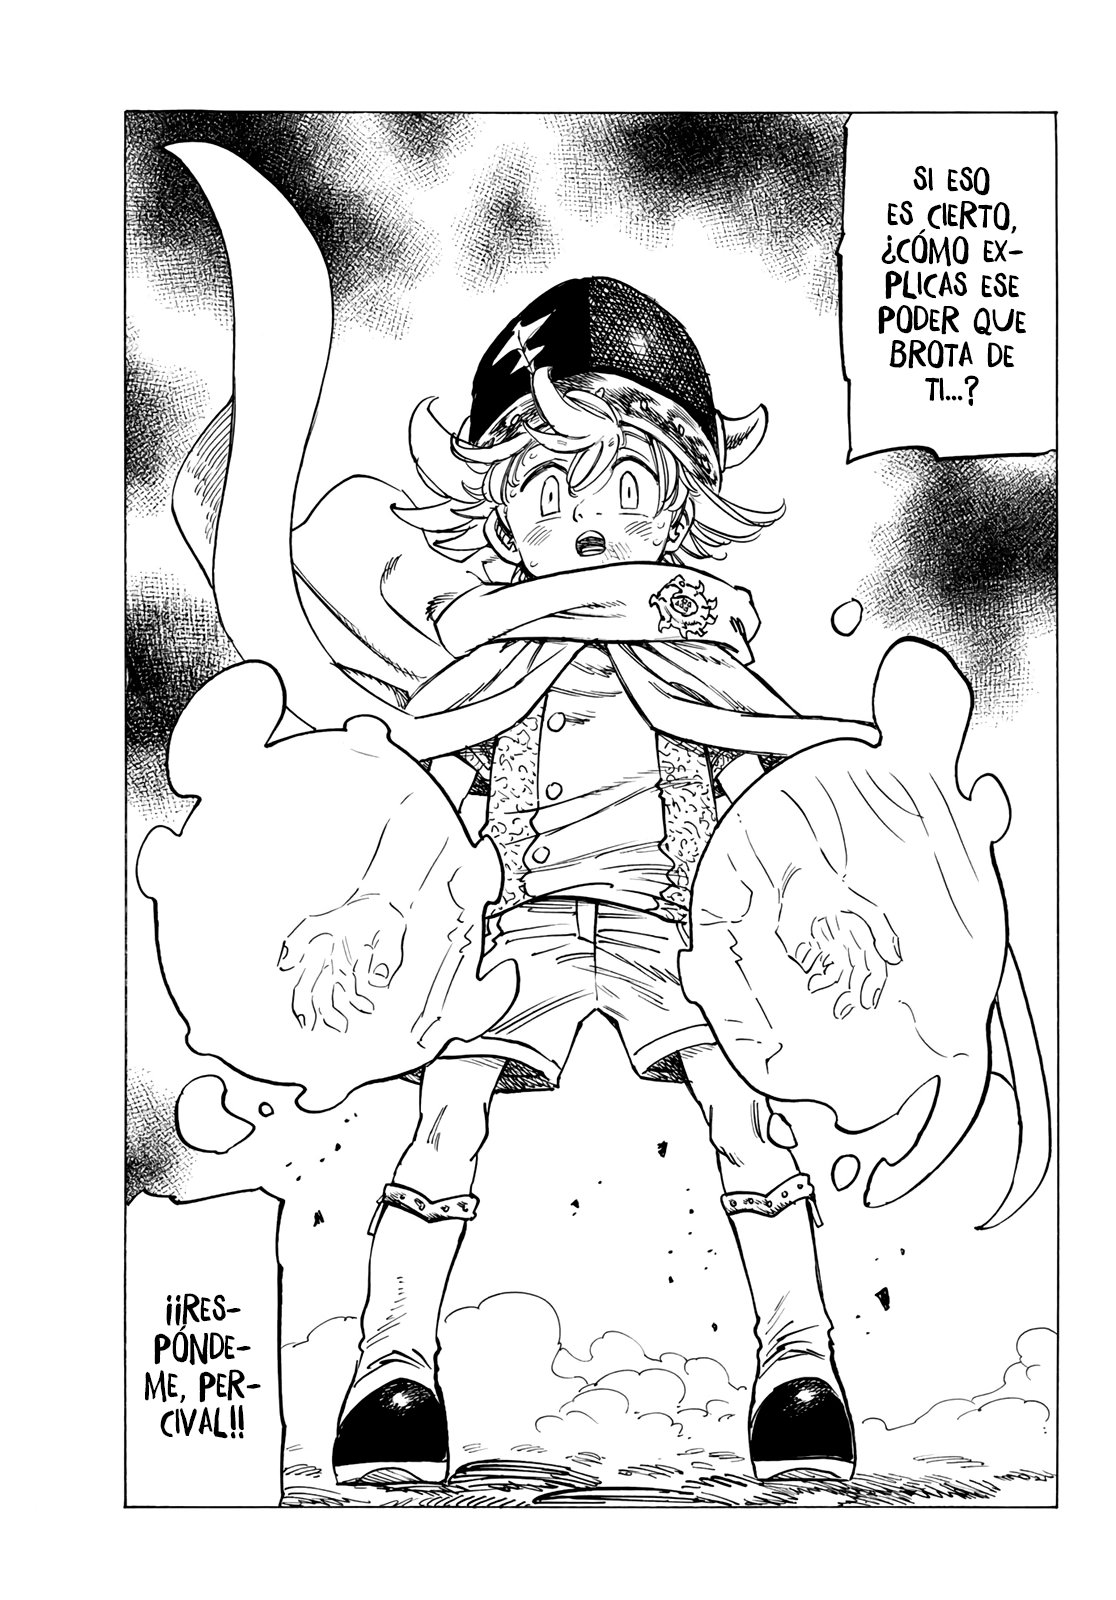 SI ESO
ES CIERTO,
¿CÓMO EX-
PLICAS ESE
PODER QUE
BROTA DE
TI...?
¡¡RES-
PÓNDE-
ME, PER-
CIVAL!!